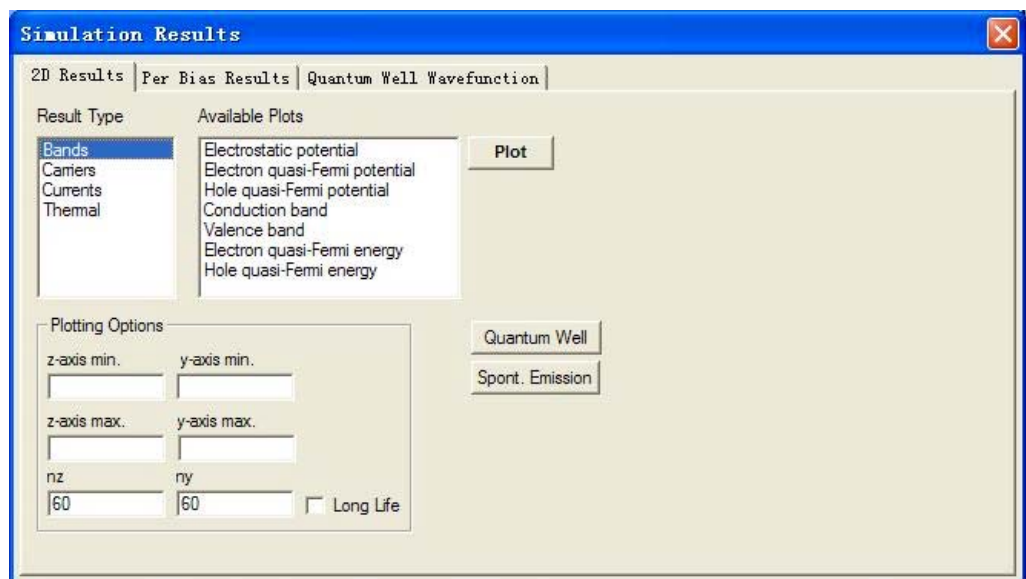 Simulation Results
2D Results Per Bias Results Quantum Well Wavefunction
Result Type Available Plots
Bands
Carriers
Currents
Thermal
Electrostatic potential
Electron quasi-Fermi potential
Hole quasi-Fermi potential
Conduction band
Valence band
Electron quasi-Fermi energy
Hole quasi-Fermi energy
Plot
Plotting Options
z-axis min. y-axis min.
z-axis max. y-axis max.
nz ny
60 60 Long Life
Quantum Well
Spont. Emission